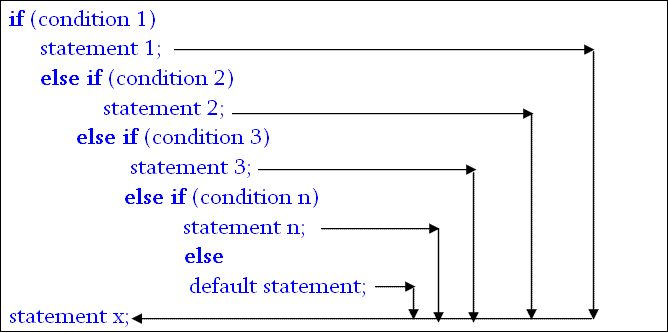 if (condition 1)
statement 1;
else if (condition 2)
statement 2;
else if (condition 3)
statement 3;
else if (condition n)
statement n;
else
default statement;
statement x;